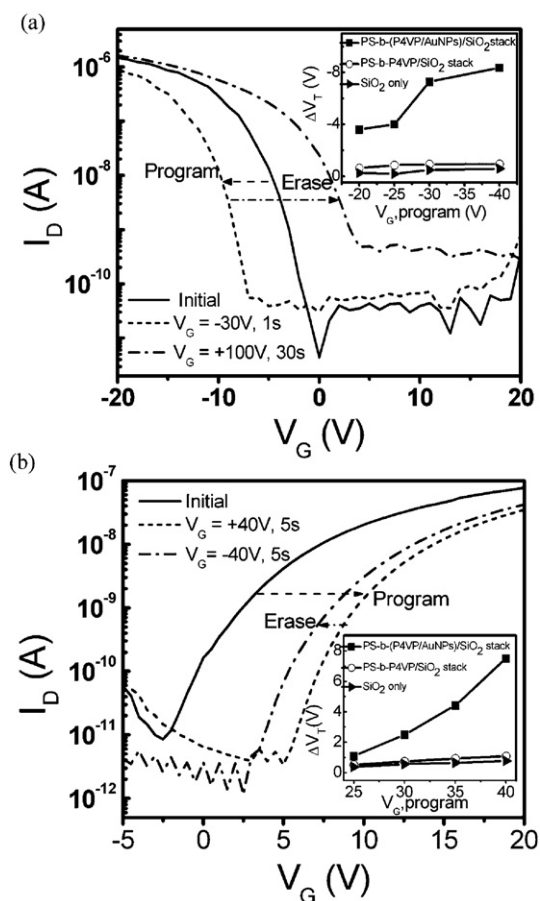 (a)
10⁻⁶
10⁻⁸
10⁻¹⁰
I_D (A)
Program
Erase
Initial
V_G = -30V, 1s
V_G = +100V, 30s
-20 -10 0 10 20
V_G (V)
PS-b-(P4VP/AuNPs)/SiO₂stack
PS-b-P4VP/SiO₂ stack
SiO₂ only
ΔV_T (V)
-8
-4
0
-20 -25 -30 -35 -40
V_G,program (V)
(b)
10⁻⁷
10⁻⁸
10⁻⁹
10⁻¹⁰
10⁻¹¹
10⁻¹²
I_D (A)
Initial
V_G = +40V, 5s
V_G = -40V, 5s
Program
Erase
-5 0 5 10 15 20
V_G (V)
PS-b-(P4VP/AuNPs)/SiO₂ stack
PS-b-P4VP/SiO₂ stack
SiO₂ only
ΔV_T(V)
8
6
4
2
0
25 30 35 40
V_G,program (V)